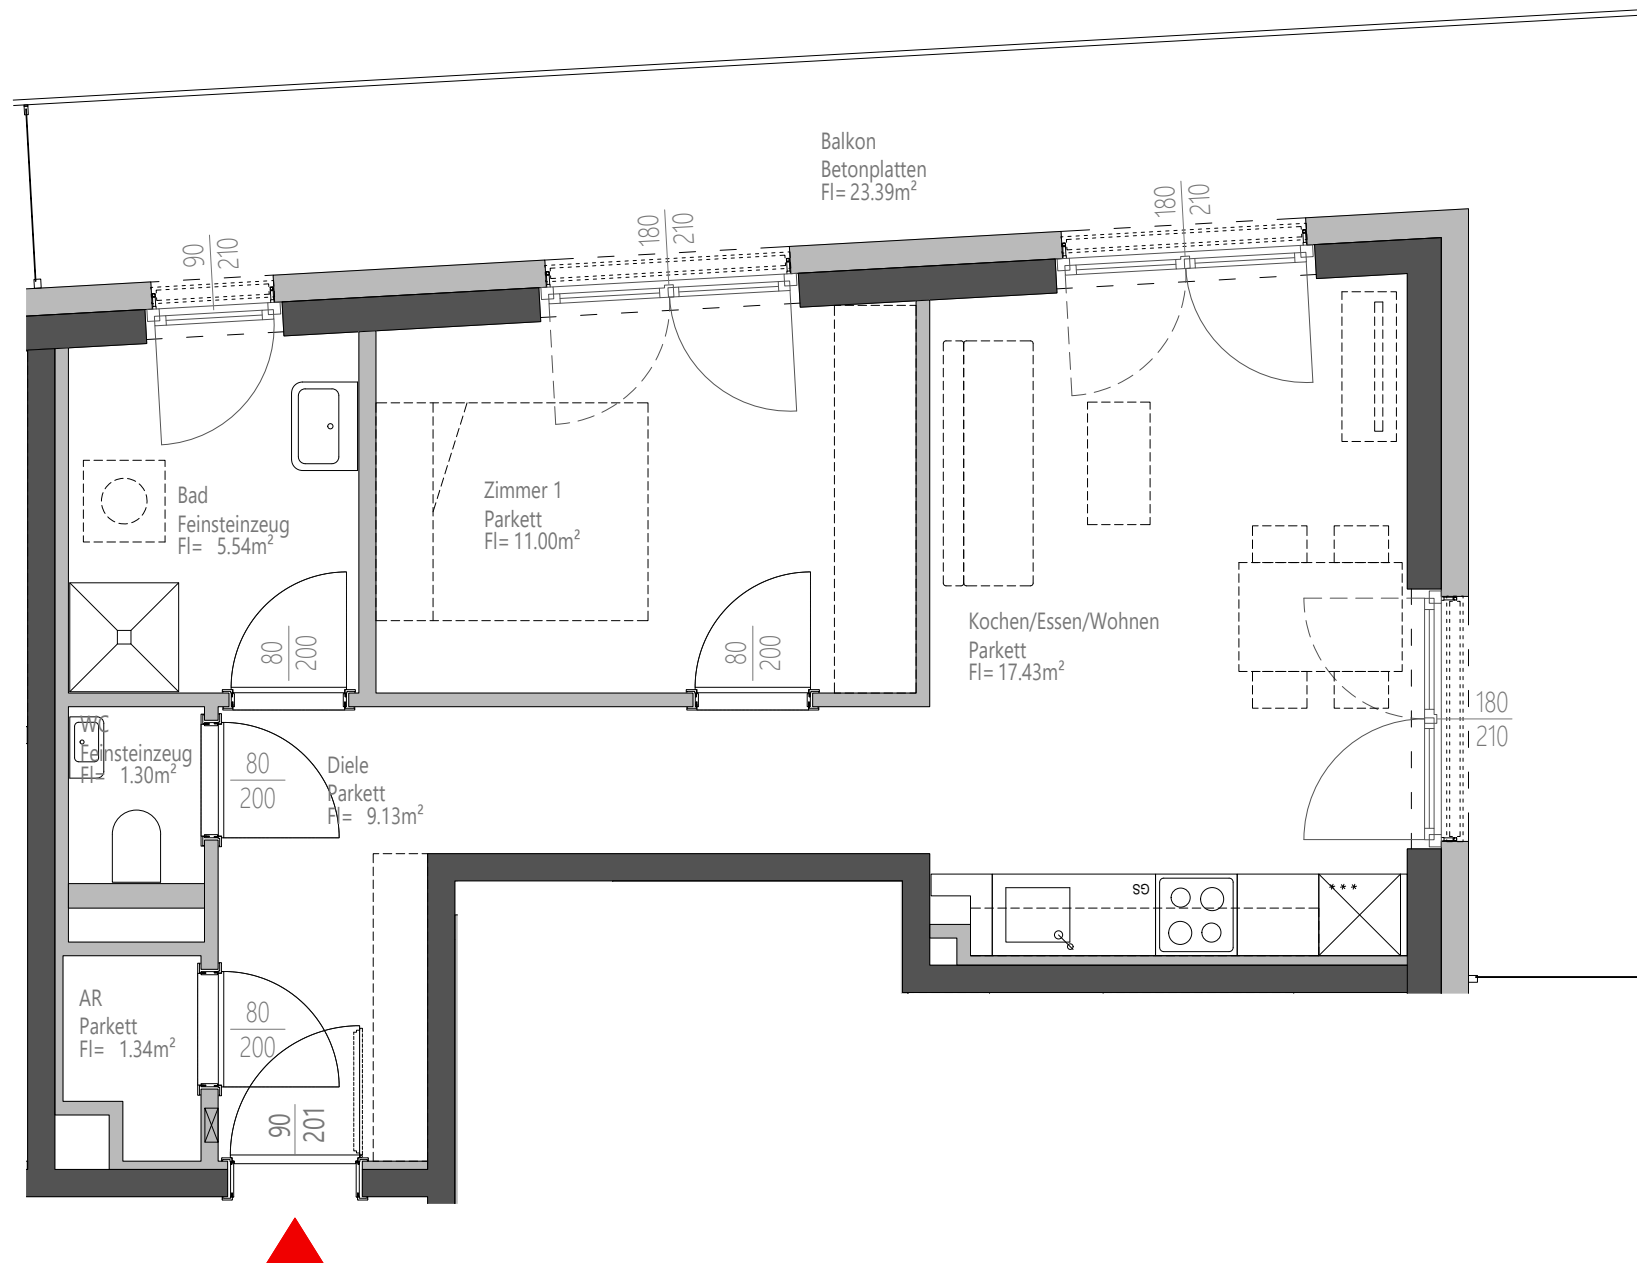 Balkon
Betonplatten
Fl= 23.39m²
90
210
180
210
180
210
Bad
Feinsteinzeug
Fl= 5.54m²
Zimmer 1
Parkett
Fl= 11.00m²
Kochen/Essen/Wohnen
Parkett
Fl= 17.43m²
80
200
80
200
180
210
WC
Feinsteinzeug
Fl= 1.30m²
80
200
Diele
Parkett
Fl= 9.13m²
GS
***
AR
Parkett
Fl= 1.34m²
80
200
90
201